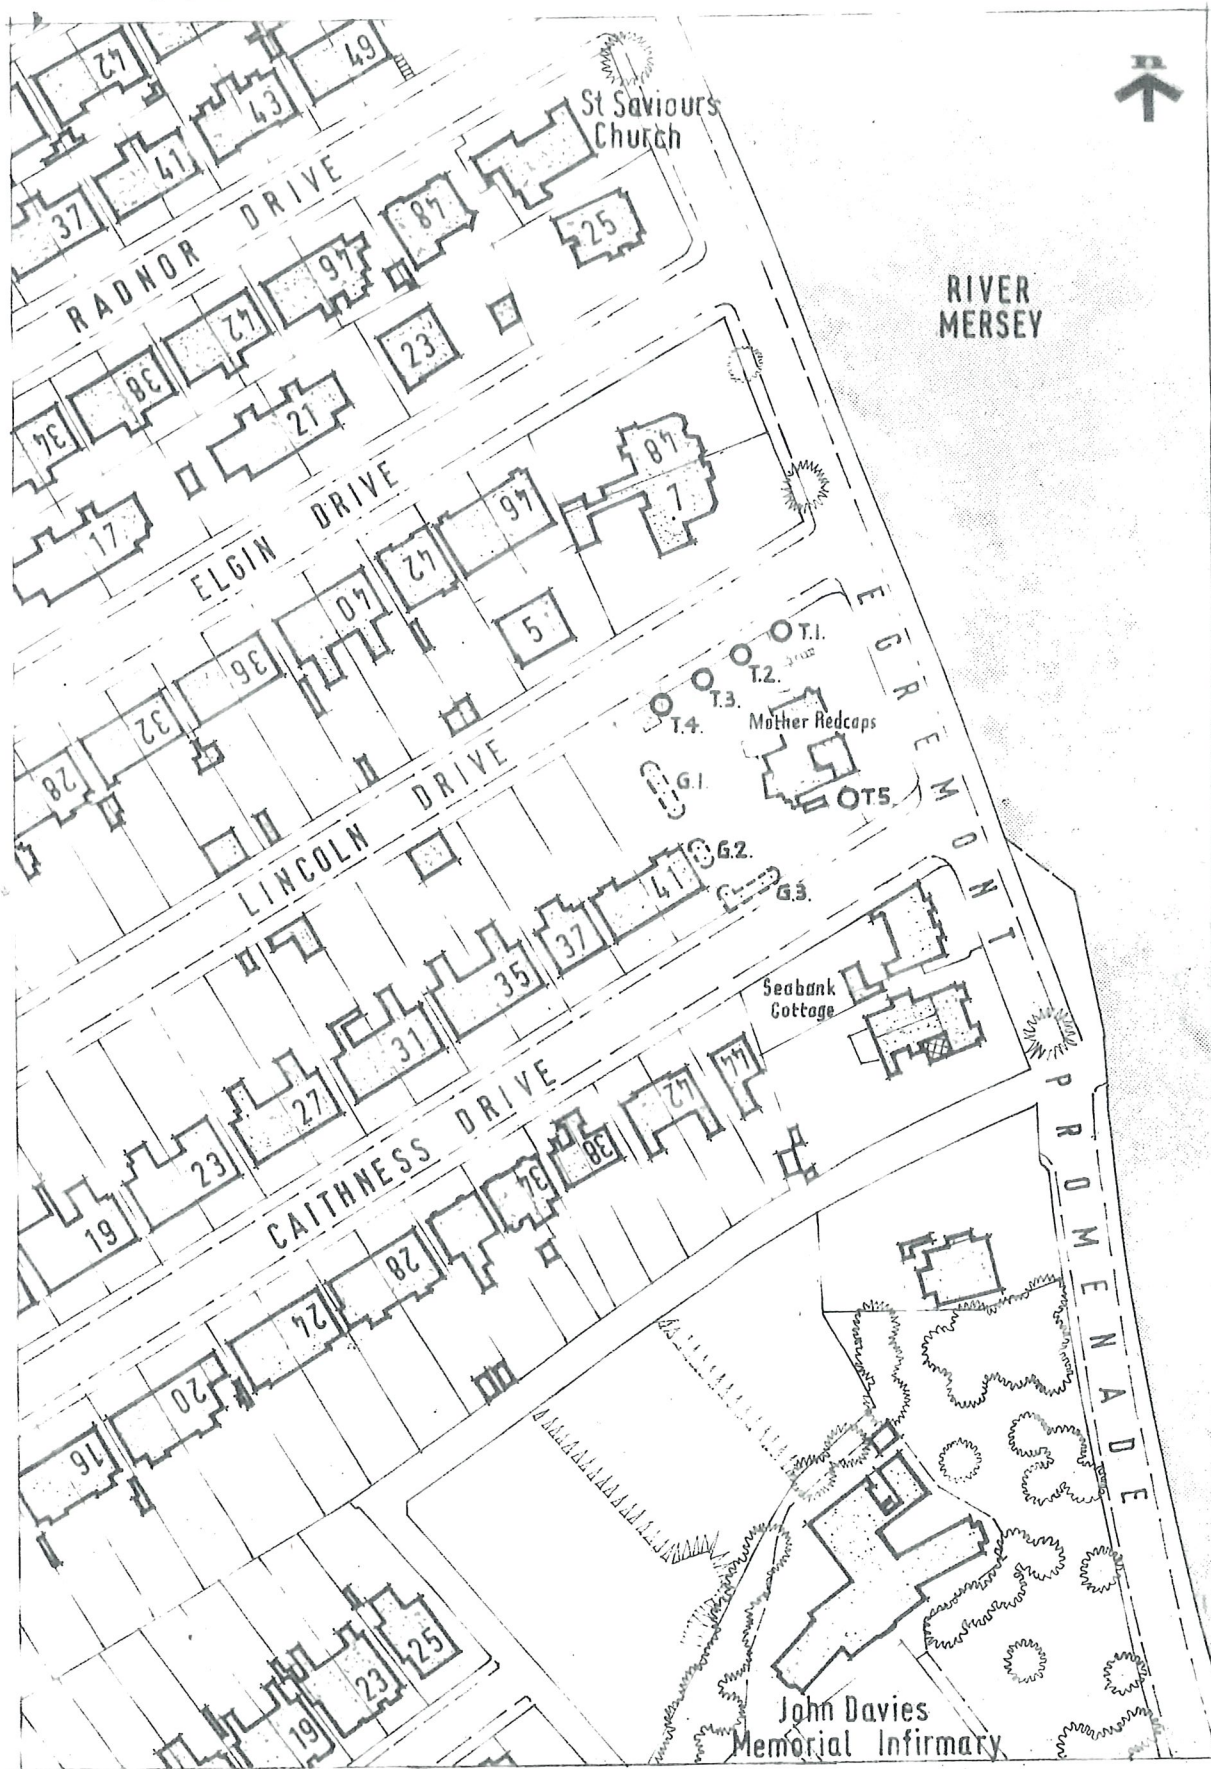 n
42
49
43
41
37
St Saviours
Church
RADNOR DRIVE
48
25
46
42
38
34
23
21
17
RIVER
MERSEY
ELGIN DRIVE
48
7
46
42
40
36
32
28
5
LINCOLN DRIVE
T.1.
T.2.
T.3.
T.4.
Mother Redcaps
G.1.
T.5.
G.2.
G.3.
41
37
35
31
27
23
19
EGREMONT PROMENADE
Seabank
Cottage
CAITHNESS DRIVE
44
42
38
34
28
24
20
16
25
23
19
John Davies
Memorial Infirmary